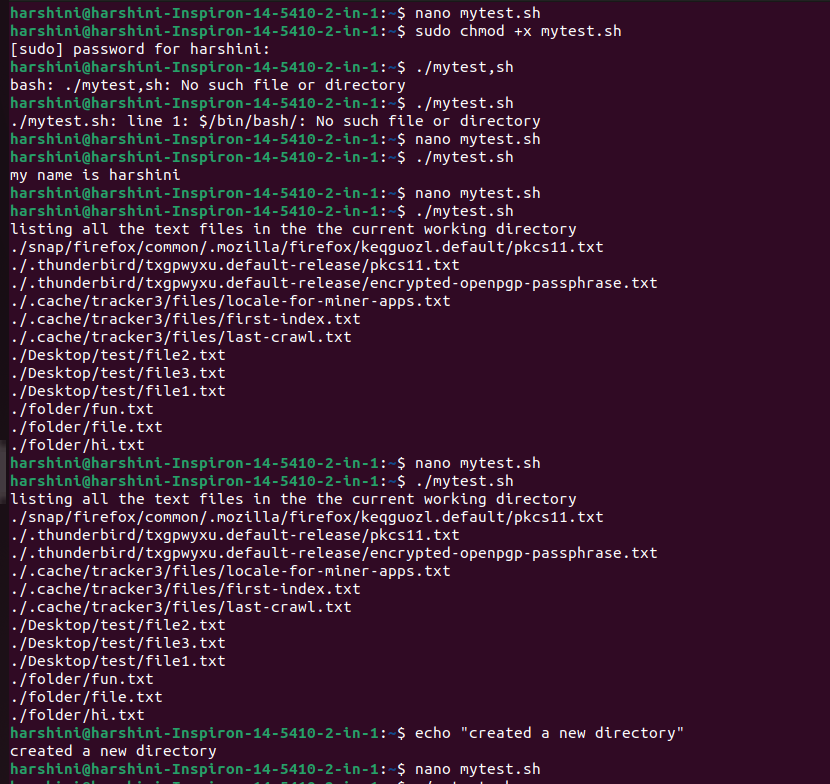 harshini@harshini-Inspiron-14-5410-2-in-1:~$ nano mytest.sh
harshini@harshini-Inspiron-14-5410-2-in-1:~$ sudo chmod +x mytest.sh
[sudo] password for harshini:
harshini@harshini-Inspiron-14-5410-2-in-1:~$ ./mytest,sh
bash: ./mytest,sh: No such file or directory
harshini@harshini-Inspiron-14-5410-2-in-1:~$ ./mytest.sh
./mytest.sh: line 1: $/bin/bash/: No such file or directory
harshini@harshini-Inspiron-14-5410-2-in-1:~$ nano mytest.sh
harshini@harshini-Inspiron-14-5410-2-in-1:~$ ./mytest.sh
my name is harshini
harshini@harshini-Inspiron-14-5410-2-in-1:~$ nano mytest.sh
harshini@harshini-Inspiron-14-5410-2-in-1:~$ ./mytest.sh
listing all the text files in the the current working directory
./snap/firefox/common/.mozilla/firefox/keqguozl.default/pkcs11.txt
./.thunderbird/txgpwyxu.default-release/pkcs11.txt
./.thunderbird/txgpwyxu.default-release/encrypted-openpgp-passphrase.txt
./.cache/tracker3/files/locale-for-miner-apps.txt
./.cache/tracker3/files/first-index.txt
./.cache/tracker3/files/last-crawl.txt
./Desktop/test/file2.txt
./Desktop/test/file3.txt
./Desktop/test/file1.txt
./folder/fun.txt
./folder/file.txt
./folder/hi.txt
harshini@harshini-Inspiron-14-5410-2-in-1:~$ nano mytest.sh
harshini@harshini-Inspiron-14-5410-2-in-1:~$ ./mytest.sh
listing all the text files in the the current working directory
./snap/firefox/common/.mozilla/firefox/keqguozl.default/pkcs11.txt
./.thunderbird/txgpwyxu.default-release/pkcs11.txt
./.thunderbird/txgpwyxu.default-release/encrypted-openpgp-passphrase.txt
./.cache/tracker3/files/locale-for-miner-apps.txt
./.cache/tracker3/files/first-index.txt
./.cache/tracker3/files/last-crawl.txt
./Desktop/test/file2.txt
./Desktop/test/file3.txt
./Desktop/test/file1.txt
./folder/fun.txt
./folder/file.txt
./folder/hi.txt
harshini@harshini-Inspiron-14-5410-2-in-1:~$ echo "created a new directory"
created a new directory
harshini@harshini-Inspiron-14-5410-2-in-1:~$ nano mytest.sh